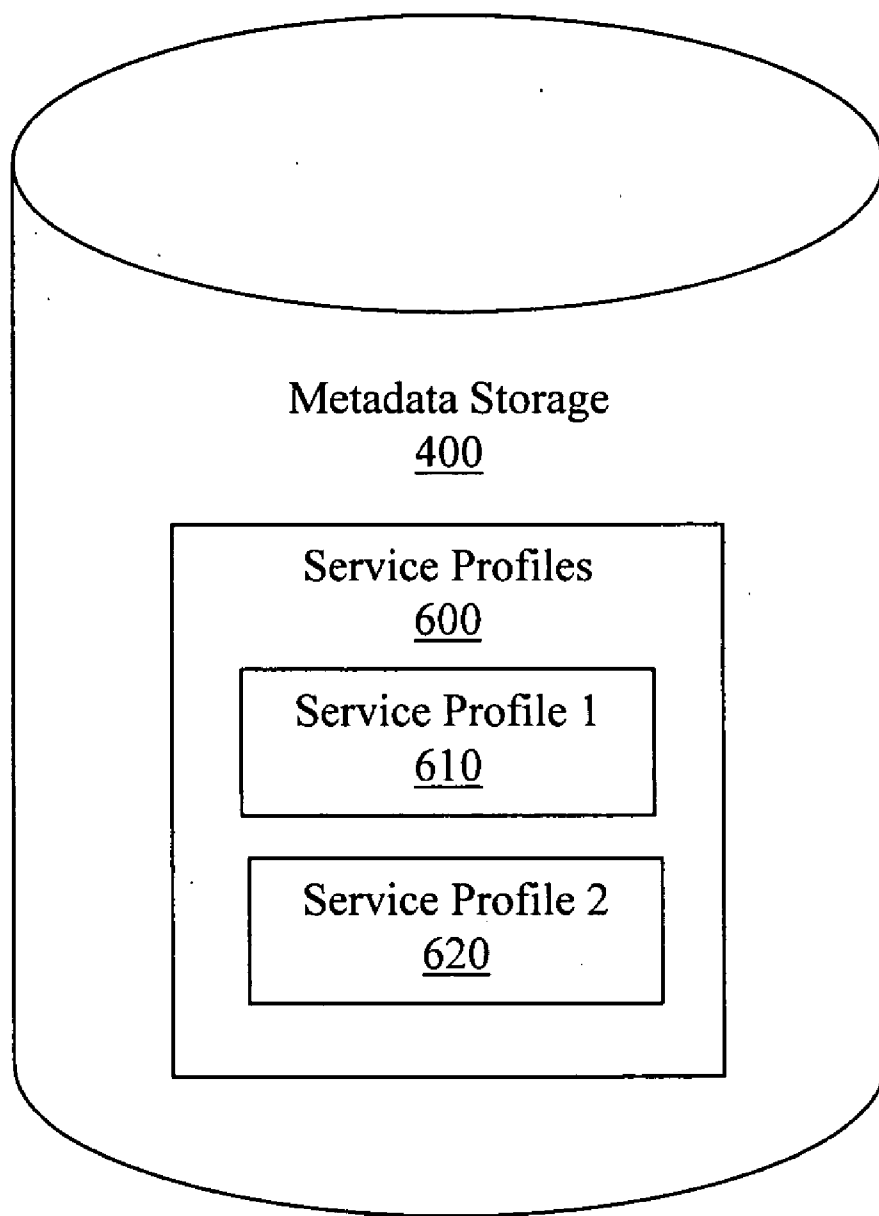 Metadata Storage
400
Service Profiles
600
Service Profile 1
610
Service Profile 2
620